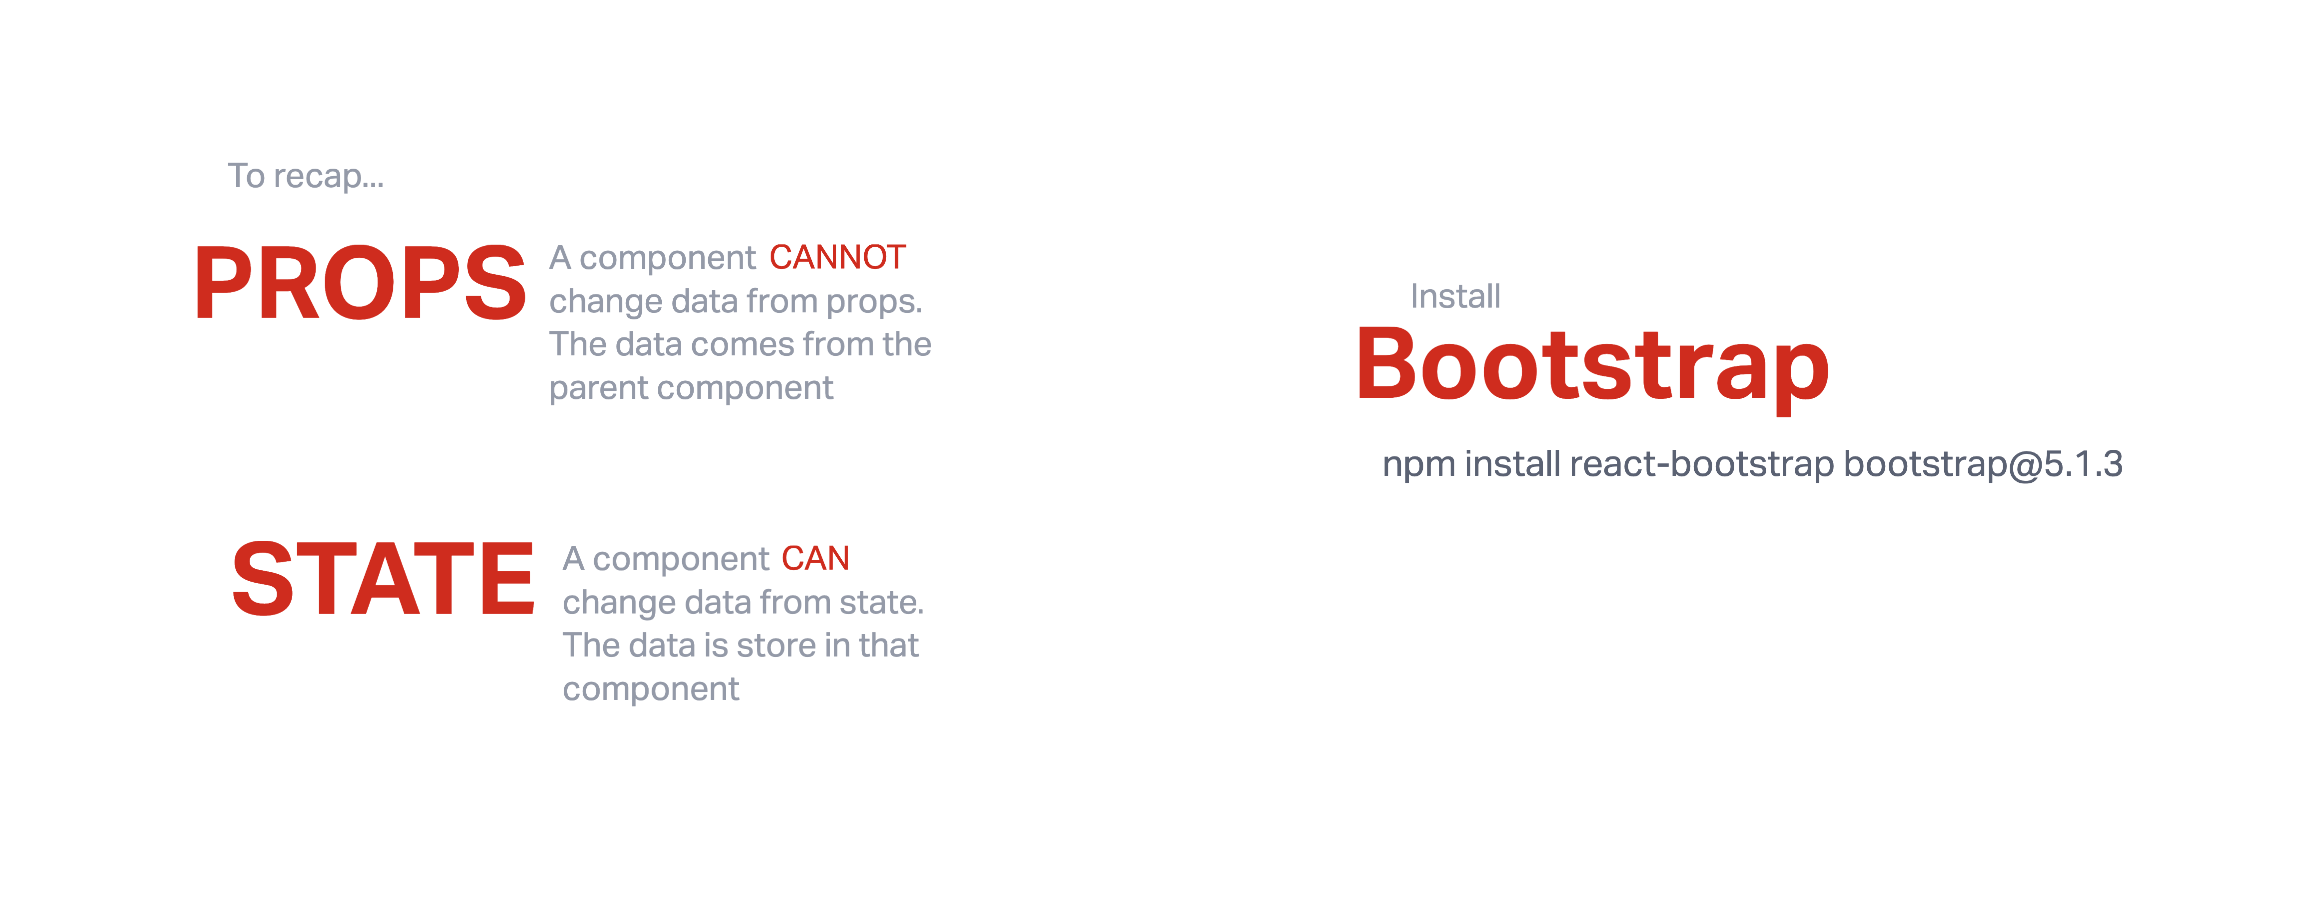 To recap...
PROPS
A component CANNOT
change data from props.
The data comes from the
parent component
STATE
A component CAN
change data from state.
The data is store in that
component
Install
Bootstrap
npm install react-bootstrap bootstrap@5.1.3